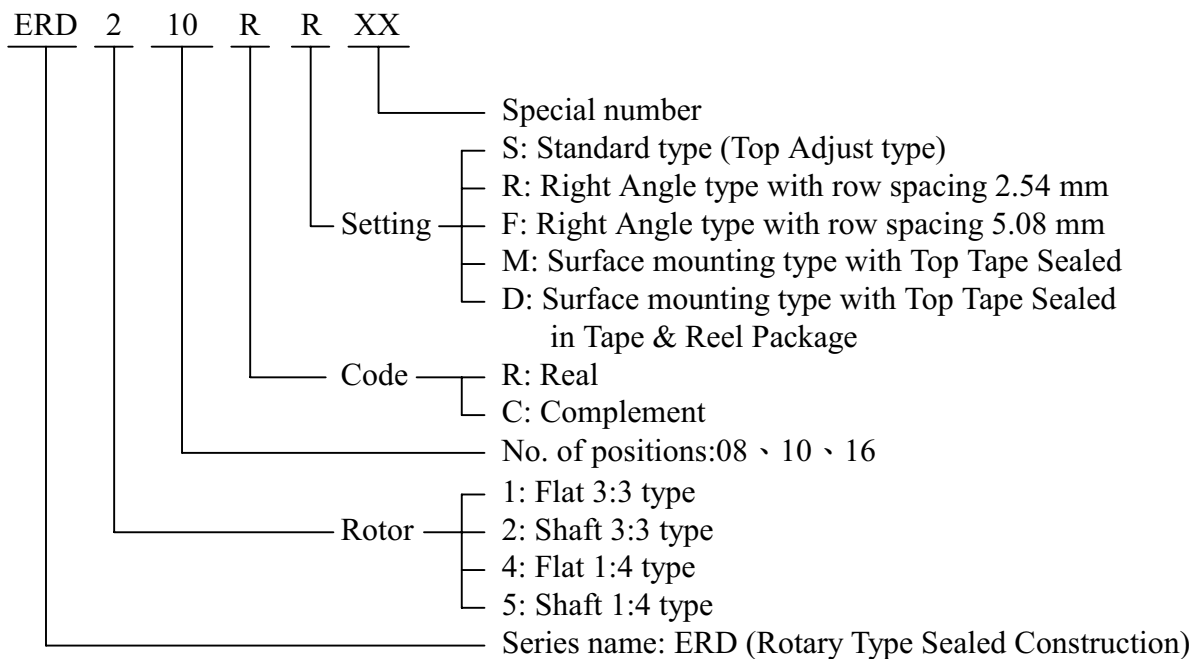 ERD 2 10 R R XX
Special number
S: Standard type (Top Adjust type)
R: Right Angle type with row spacing 2.54 mm
Setting F: Right Angle type with row spacing 5.08 mm
M: Surface mounting type with Top Tape Sealed
D: Surface mounting type with Top Tape Sealed
in Tape & Reel Package
Code R: Real
C: Complement
No. of positions:08、10、16
1: Flat 3:3 type
Rotor 2: Shaft 3:3 type
4: Flat 1:4 type
5: Shaft 1:4 type
Series name: ERD (Rotary Type Sealed Construction)